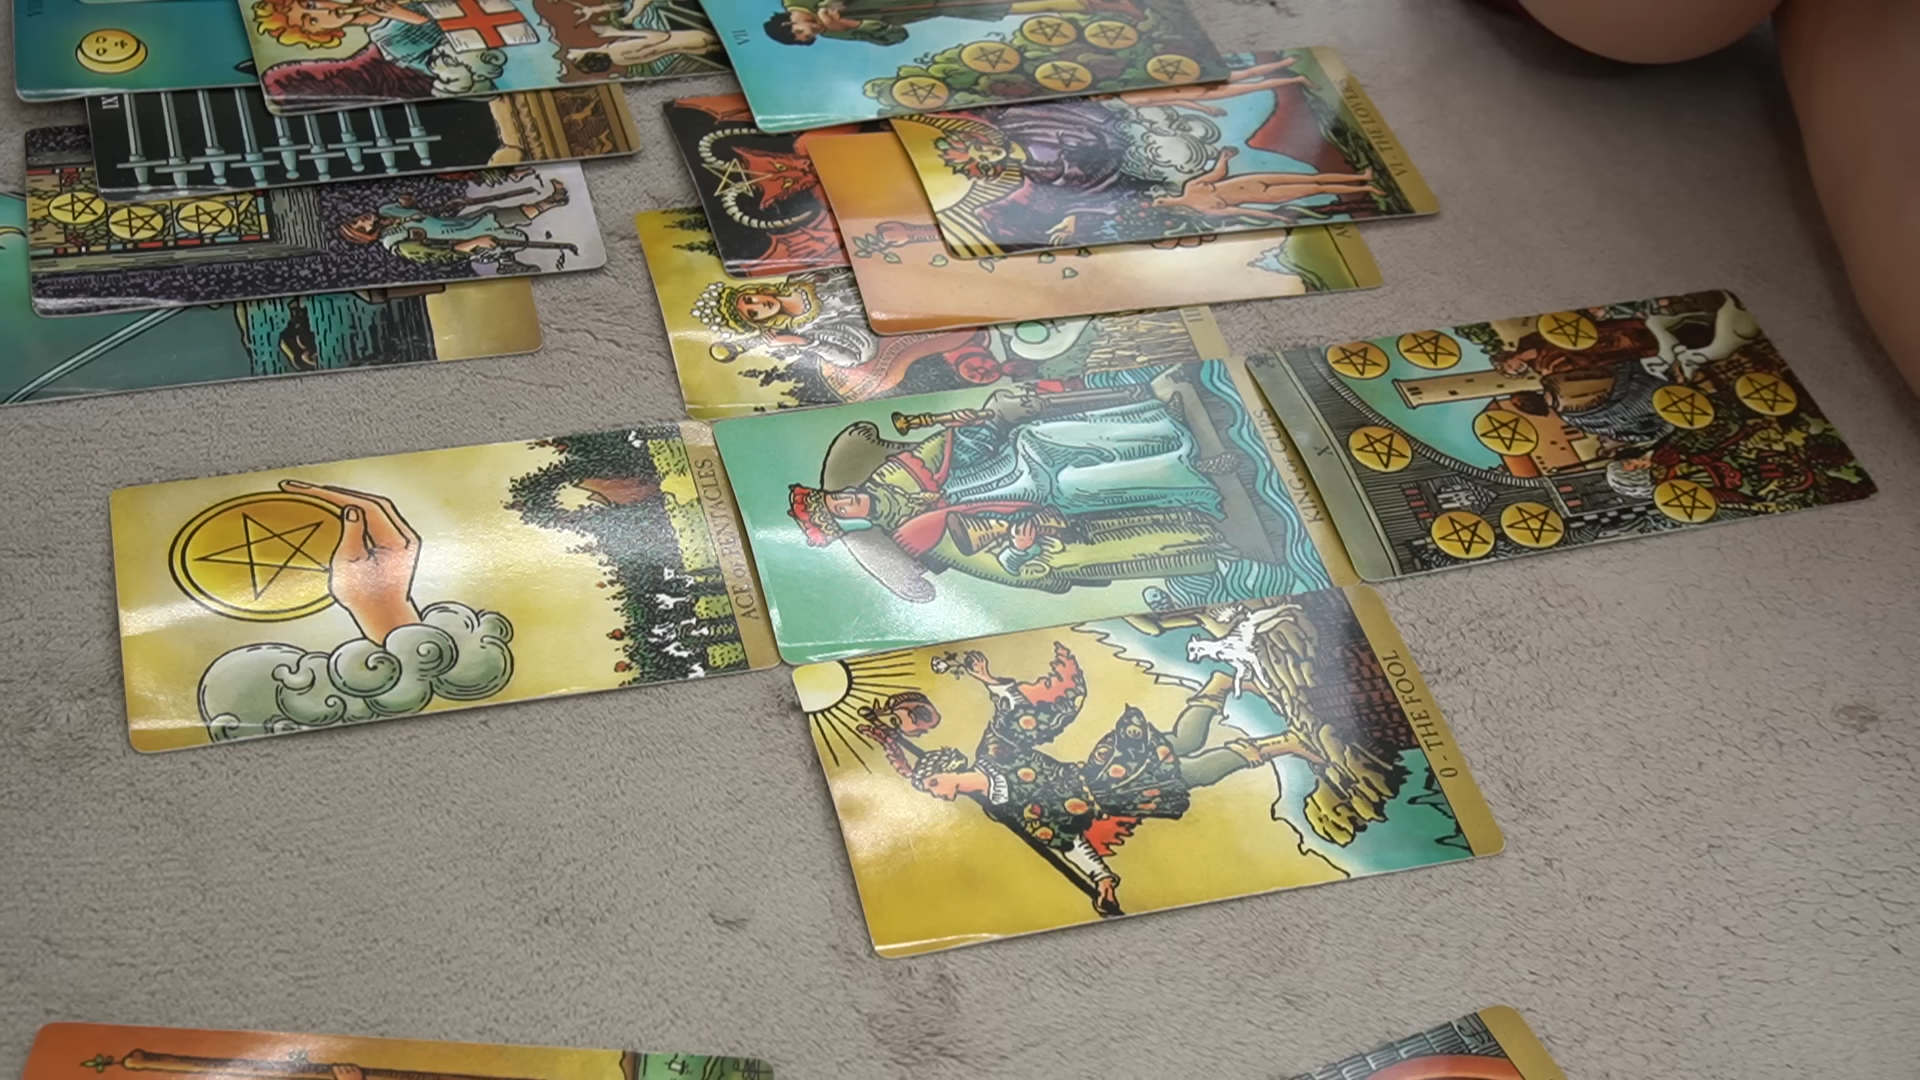 VII
IX
VI - THE LOVERS
III
KING OF CUPS
X
ACE OF PENTACLES
0 - THE FOOL